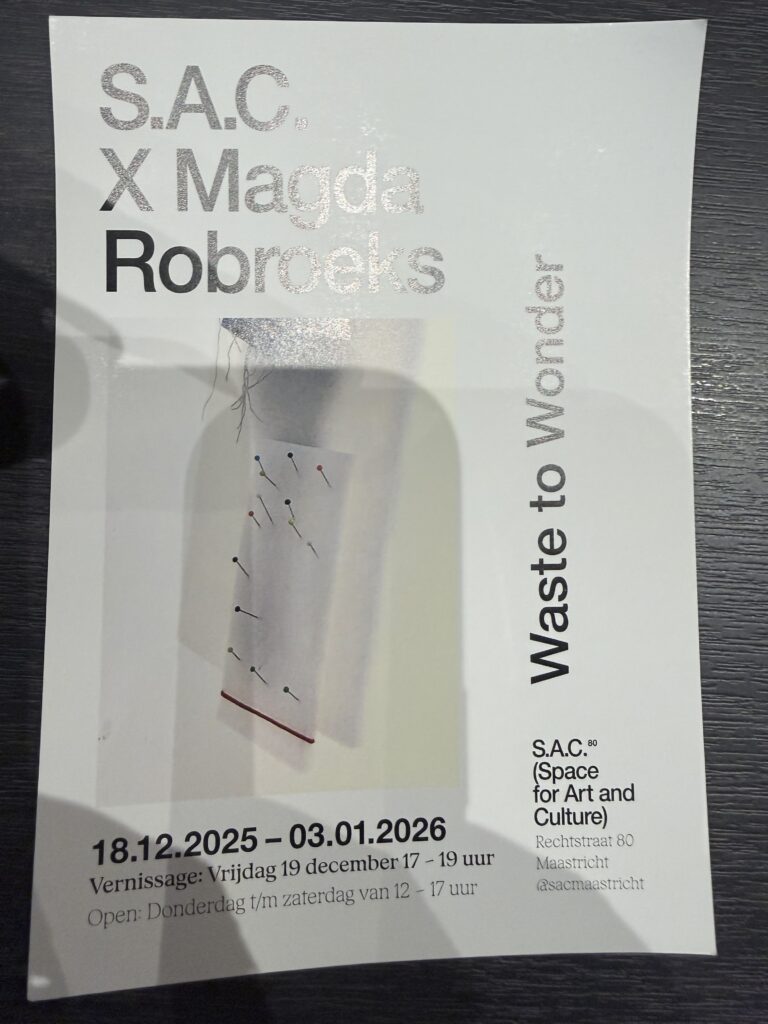 S.A.C.
X Magda
Robroeks
Waste to Wonder
18.12.2025 – 03.01.2026
Vernissage: Vrijdag 19 december 17 – 19 uur
Open: Donderdag t/m zaterdag van 12 – 17 uur
S.A.C.80
(Space
for Art and
Culture)
Rechtstraat 80
Maastricht
@sacmaastricht